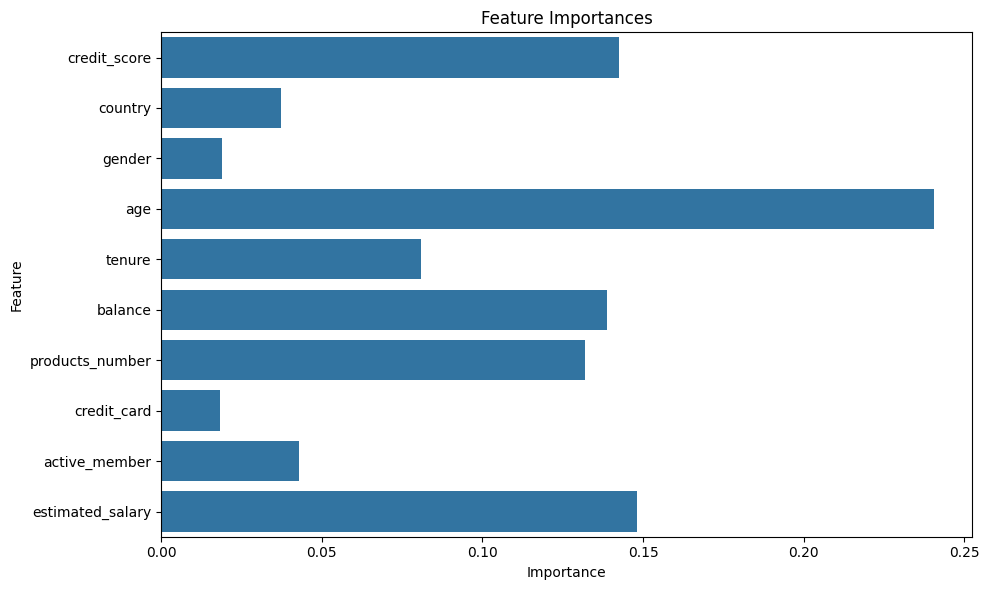 Feature Importances
credit_score
country
gender
age
tenure
balance
products_number
credit_card
active_member
estimated_salary
Feature
0.00 0.05 0.10 0.15 0.20 0.25
Importance